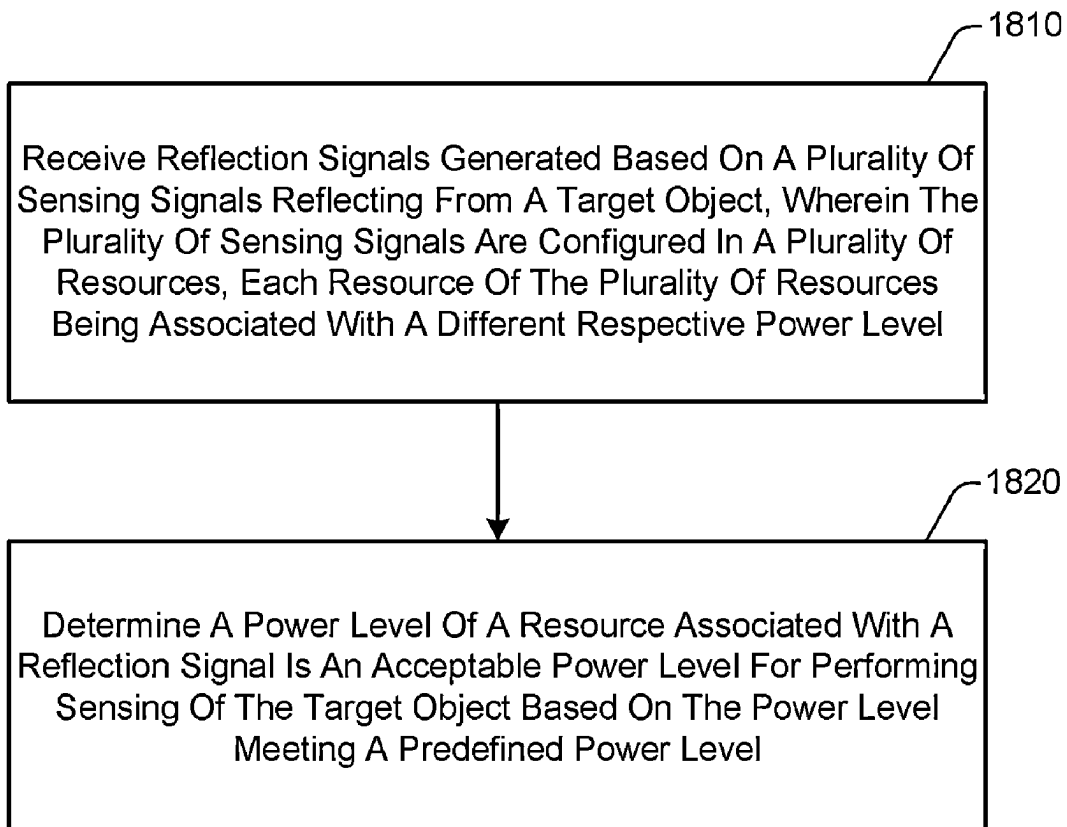 1810
Receive Reflection Signals Generated Based On A Plurality Of
Sensing Signals Reflecting From A Target Object, Wherein The
Plurality Of Sensing Signals Are Configured In A Plurality Of
Resources, Each Resource Of The Plurality Of Resources
Being Associated With A Different Respective Power Level
1820
Determine A Power Level Of A Resource Associated With A
Reflection Signal Is An Acceptable Power Level For Performing
Sensing Of The Target Object Based On The Power Level
Meeting A Predefined Power Level